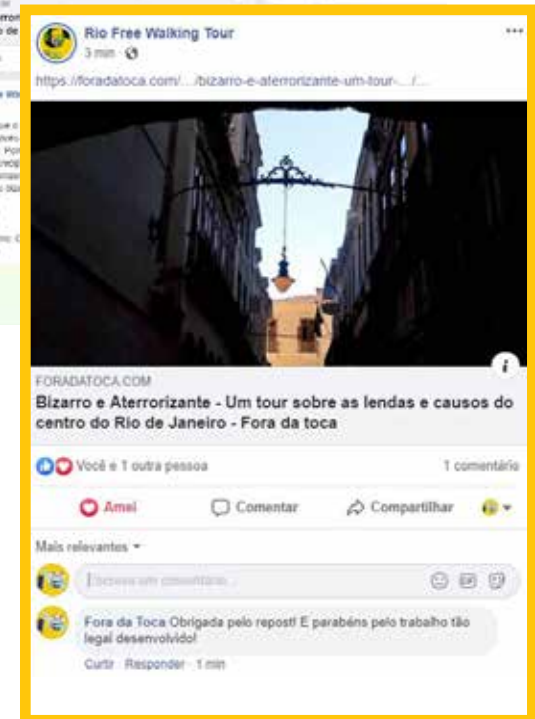 Rio Free Walking Tour
3 min ·
https://foradatoca.com/.../bizarro-e-aterrorizante-um-tour-.../...
i
FORADATOCA.COM
Bizarro e Aterrorizante - Um tour sobre as lendas e causos do
centro do Rio de Janeiro - Fora da toca
Você e 1 outra pessoa
1 comentário
Amei
Comentar
Compartilhar
Mais relevantes
Escreva um comentário...
GIF
Fora da Toca Obrigada pelo repost! E parabéns pelo trabalho tão
legal desenvolvido!
Curtir · Responder · 1 min